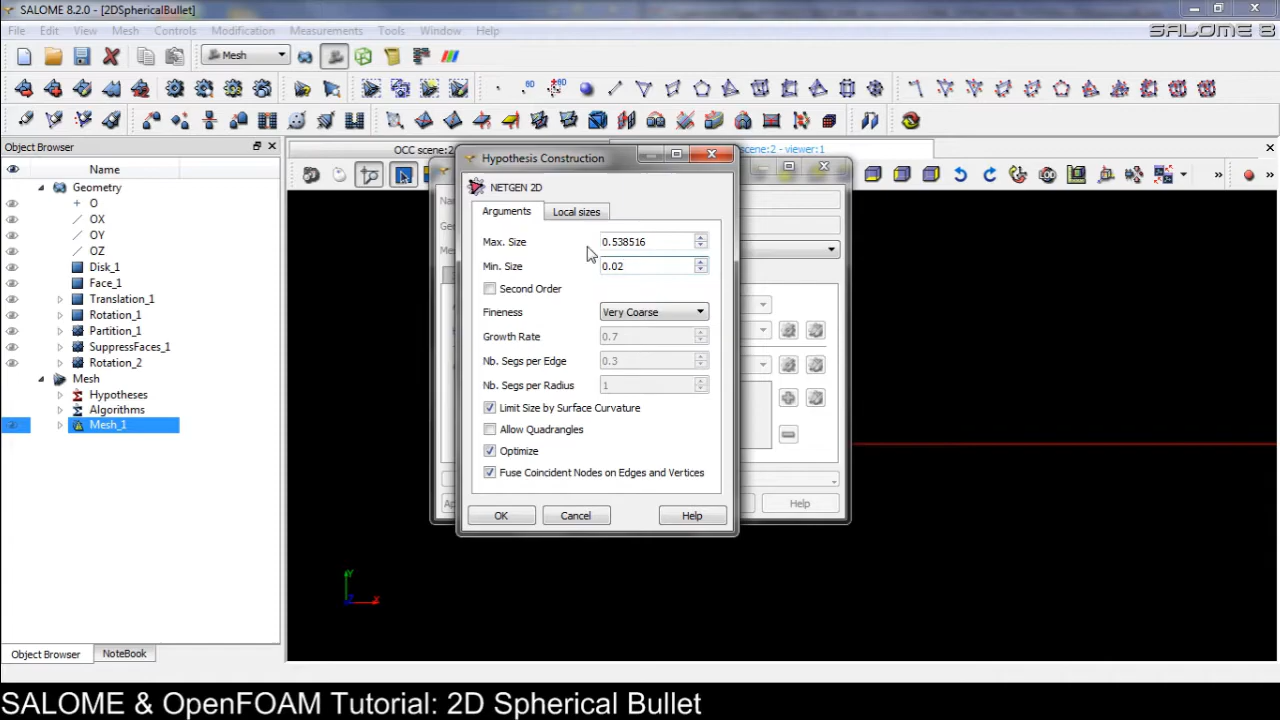 SALOME 8.2.0 - [2DSphericalBullet]
File Edit View Mesh Controls Modification Measurements Tools Window Help
SALOME 8
Mesh
Object Browser
OCC scene:2
scene:2 - viewer:1
Name
Geometry
O
OX
OY
OZ
Disk_1
Face_1
Translation_1
Rotation_1
Partition_1
SuppressFaces_1
Rotation_2
Mesh
Hypotheses
Algorithms
Mesh_1
Hypothesis Construction
NETGEN 2D
Arguments Local sizes
Max. Size 0.538516
Min. Size 0.02
Second Order
Fineness Very Coarse
Growth Rate 0.7
Nb. Segs per Edge 0.3
Nb. Segs per Radius 1
Limit Size by Surface Curvature
Allow Quadrangles
Optimize
Fuse Coincident Nodes on Edges and Vertices
OK Cancel Help
Help
Y
X
Object Browser NoteBook
SALOME & OpenFOAM Tutorial: 2D Spherical Bullet